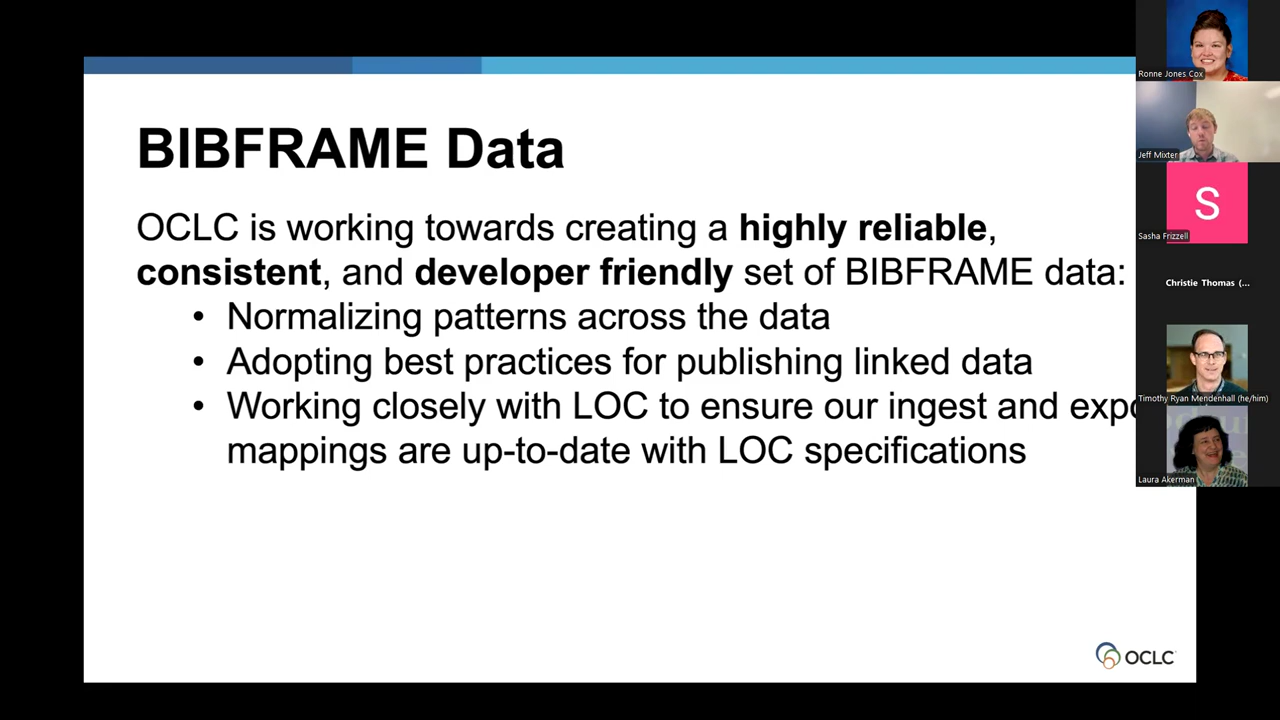 BIBFRAME Data
OCLC is working towards creating a highly reliable,
consistent, and developer friendly set of BIBFRAME data:
• Normalizing patterns across the data
• Adopting best practices for publishing linked data
• Working closely with LOC to ensure our ingest and expo
mappings are up-to-date with LOC specifications
OCLC
Ronne Jones Cox
Jeff Mixter
S
Sasha Frizzell
Christie Thomas (...
Timothy Ryan Mendenhall (he/him)
Laura Akerman